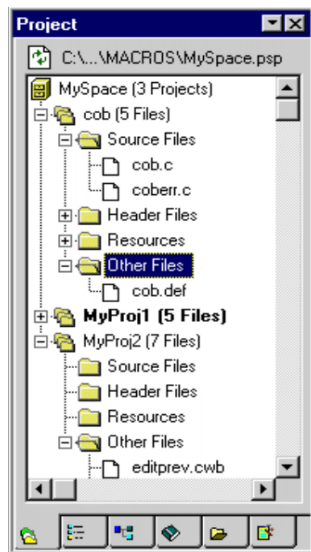 Project
C:\...\MACROS\MySpace.psp
MySpace (3 Projects)
cob (5 Files)
Source Files
cob.c
coberr.c
Header Files
Resources
Other Files
cob.def
MyProj1 (5 Files)
MyProj2 (7 Files)
Source Files
Header Files
Resources
Other Files
editprev.cwb